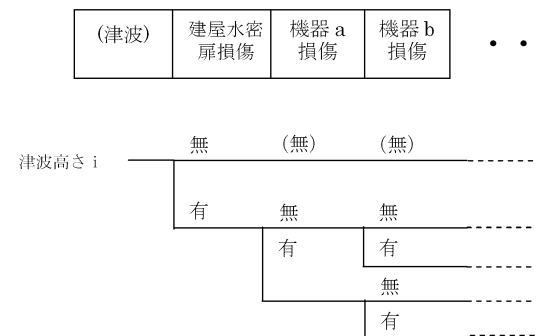 (津波)
建屋水密
扉損傷
機器 a
損傷
機器 b
損傷
・・
無 (無) (無)
津波高さ i
有 無 無
有 有
無
有